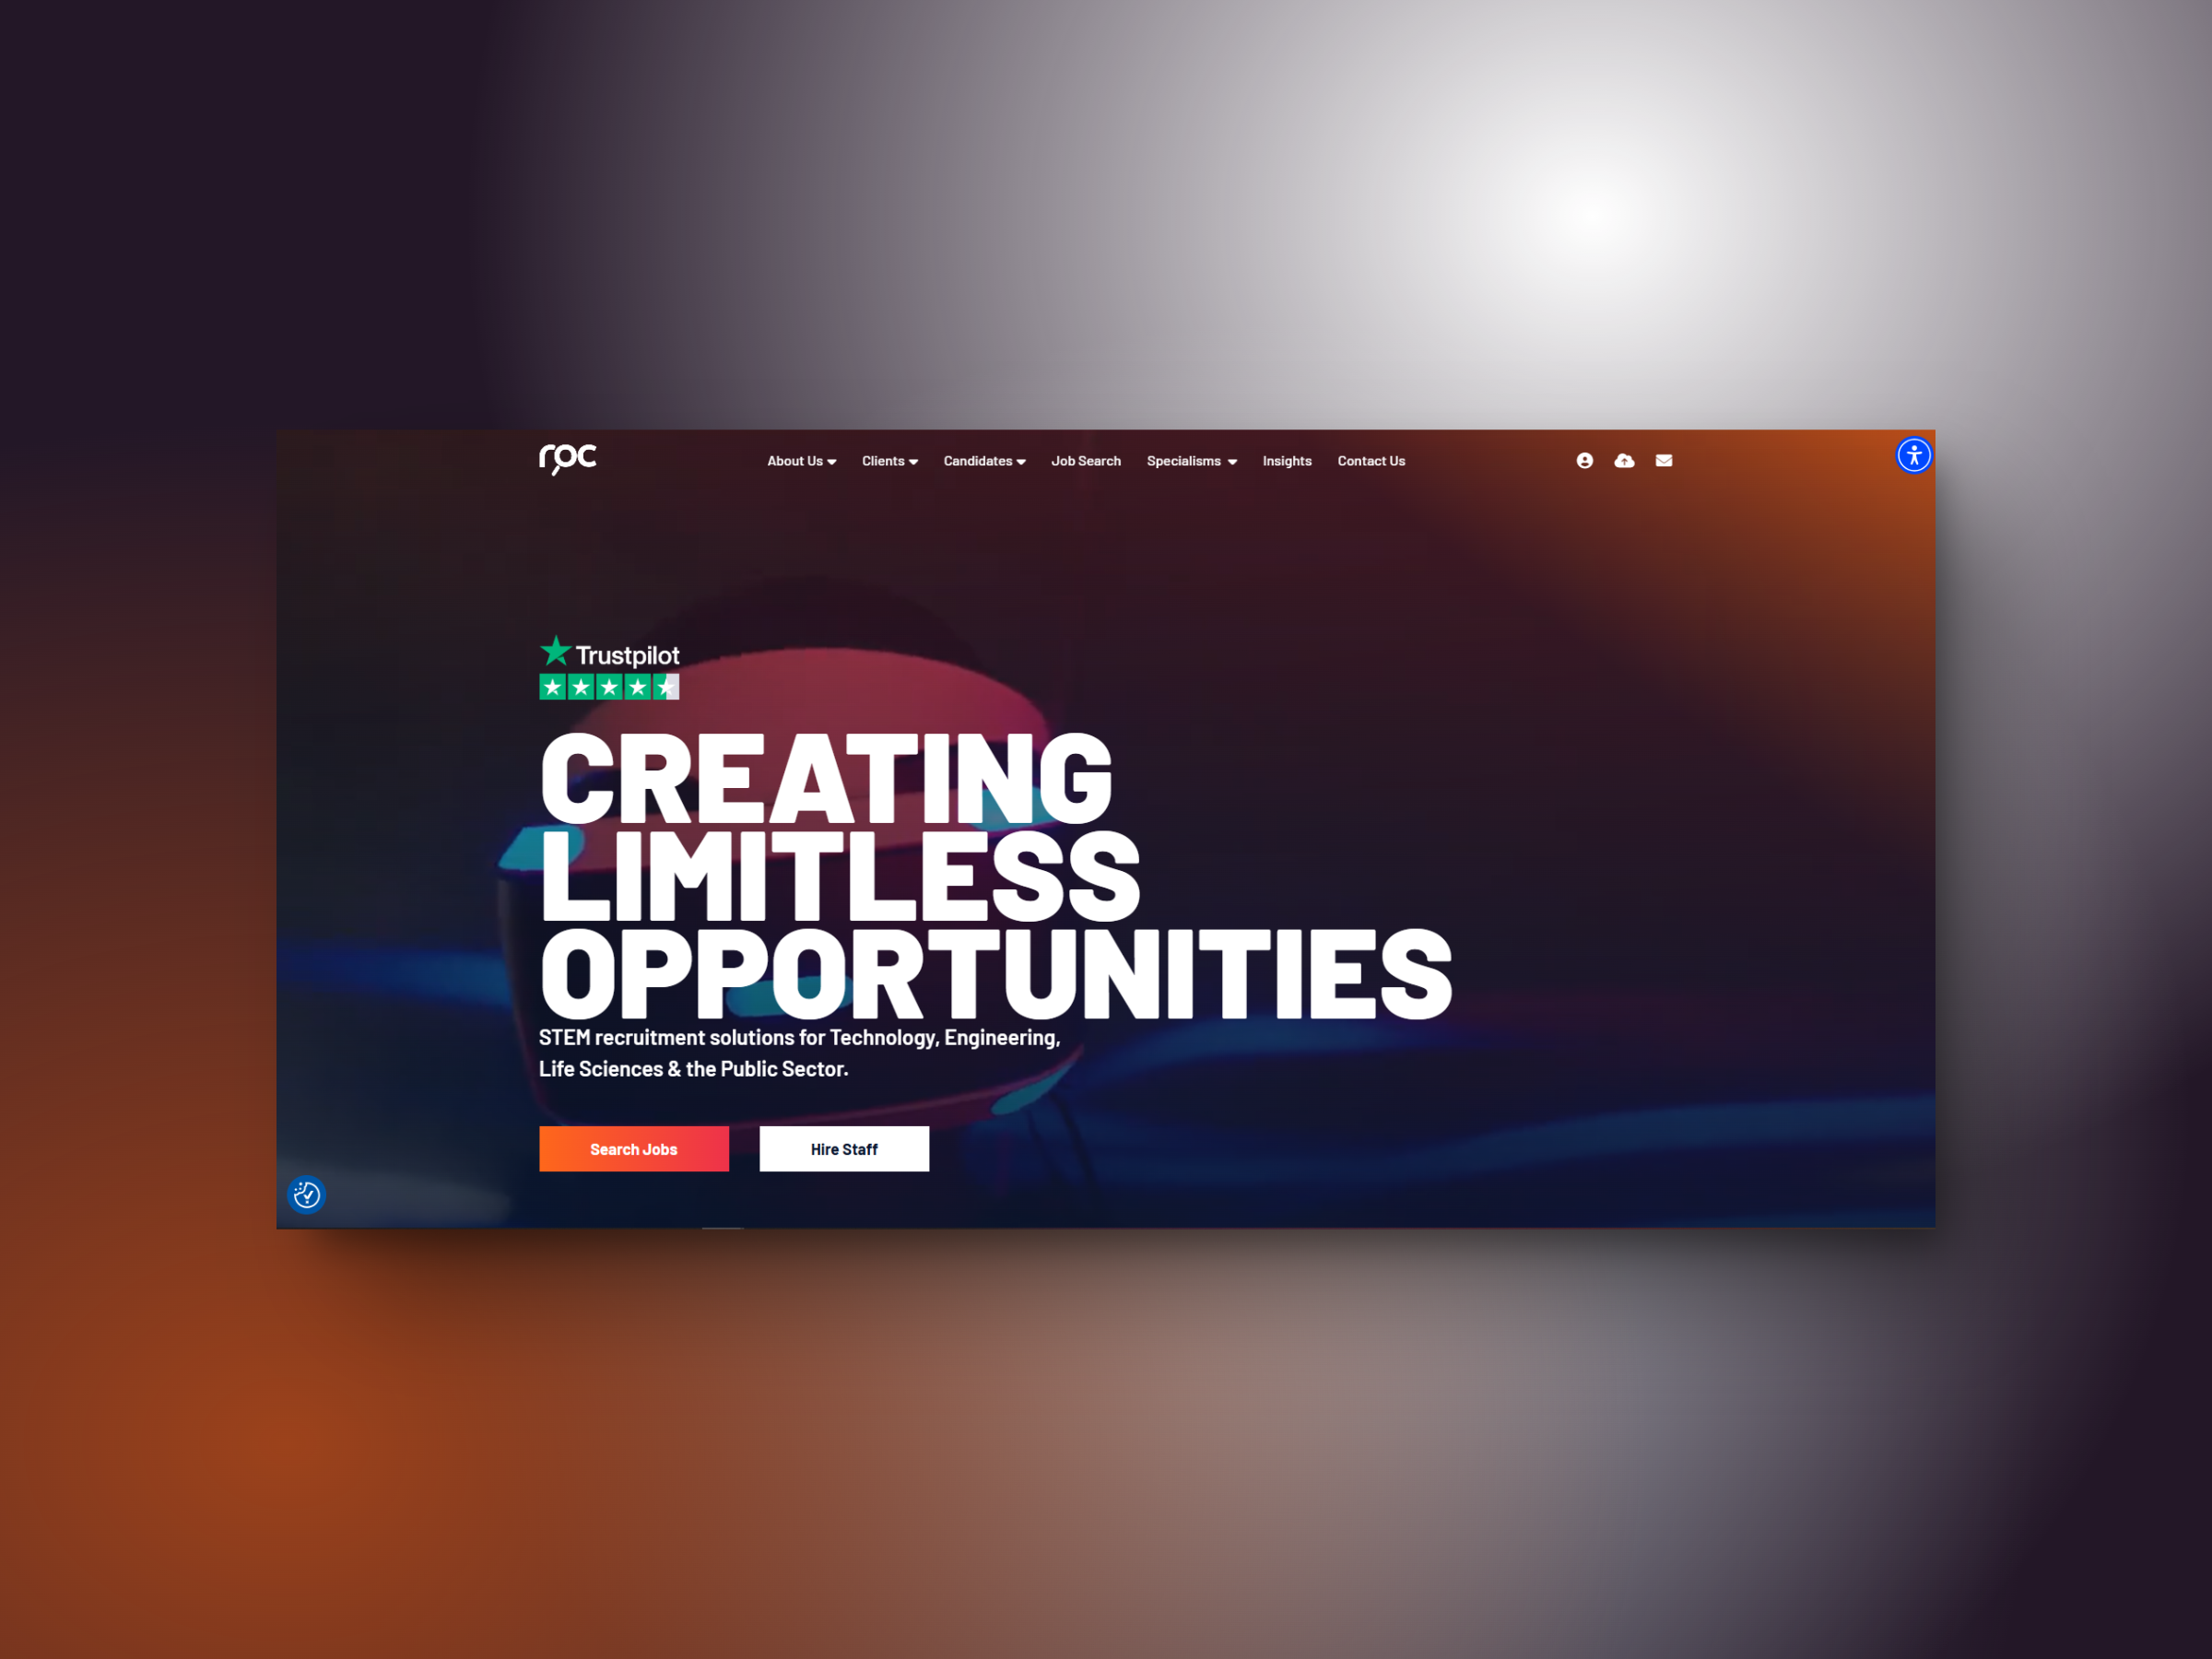 roc
About Us
Clients
Candidates
Job Search
Specialisms
Insights
Contact Us
Trustpilot
CREATING
LIMITLESS
OPPORTUNITIES
STEM recruitment solutions for Technology, Engineering,
Life Sciences & the Public Sector.
Search Jobs
Hire Staff